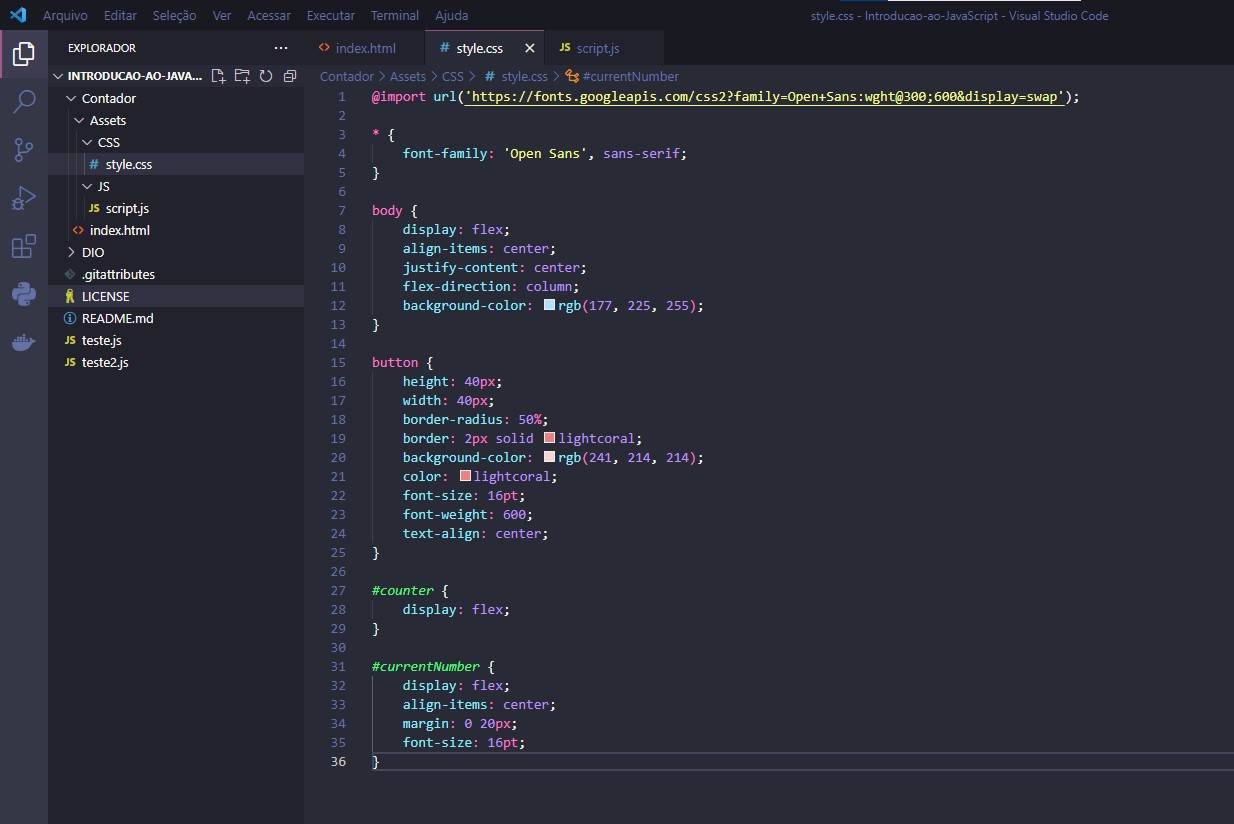 Arquivo Editar Seleção Ver Acessar Executar Terminal Ajuda
style.css - Introducao-ao-JavaScript - Visual Studio Code
EXPLORADOR ...
INTRODUCAO-AO-JAVA...
Contador
Assets
CSS
# style.css
JS
JS script.js
<> index.html
DIO
.gitattributes
LICENSE
README.md
JS teste.js
JS teste2.js
<> index.html # style.css × JS script.js
Contador > Assets > CSS > # style.css > #currentNumber
1 @import url('https://fonts.googleapis.com/css2?family=Open+Sans:wght@300;600&display=swap');
2
3 * {
4 font-family: 'Open Sans', sans-serif;
5 }
6
7 body {
8 display: flex;
9 align-items: center;
10 justify-content: center;
11 flex-direction: column;
12 background-color: rgb(177, 225, 255);
13 }
14
15 button {
16 height: 40px;
17 width: 40px;
18 border-radius: 50%;
19 border: 2px solid lightcoral;
20 background-color: rgb(241, 214, 214);
21 color: lightcoral;
22 font-size: 16pt;
23 font-weight: 600;
24 text-align: center;
25 }
26
27 #counter {
28 display: flex;
29 }
30
31 #currentNumber {
32 display: flex;
33 align-items: center;
34 margin: 0 20px;
35 font-size: 16pt;
36 }